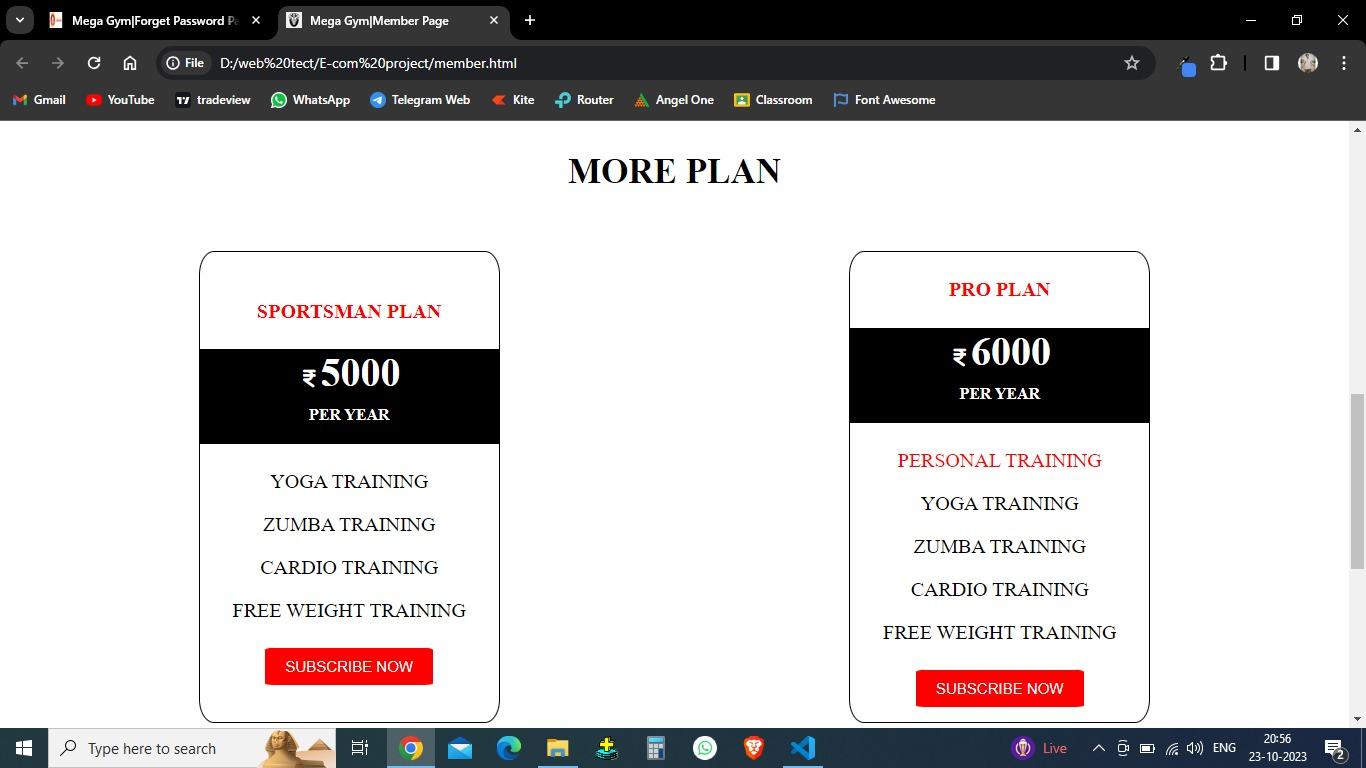 Mega Gym|Forget Password P
Mega Gym|Member Page
File
D:/web%20tect/E-com%20project/member.html
Gmail
YouTube
tradeview
WhatsApp
Telegram Web
Kite
Router
Angel One
Classroom
Font Awesome
MORE PLAN
SPORTSMAN PLAN
₹ 5000
PER YEAR
YOGA TRAINING
ZUMBA TRAINING
CARDIO TRAINING
FREE WEIGHT TRAINING
SUBSCRIBE NOW
PRO PLAN
₹ 6000
PER YEAR
PERSONAL TRAINING
YOGA TRAINING
ZUMBA TRAINING
CARDIO TRAINING
FREE WEIGHT TRAINING
SUBSCRIBE NOW
Type here to search
Live
ENG
20:56
23-10-2023
2